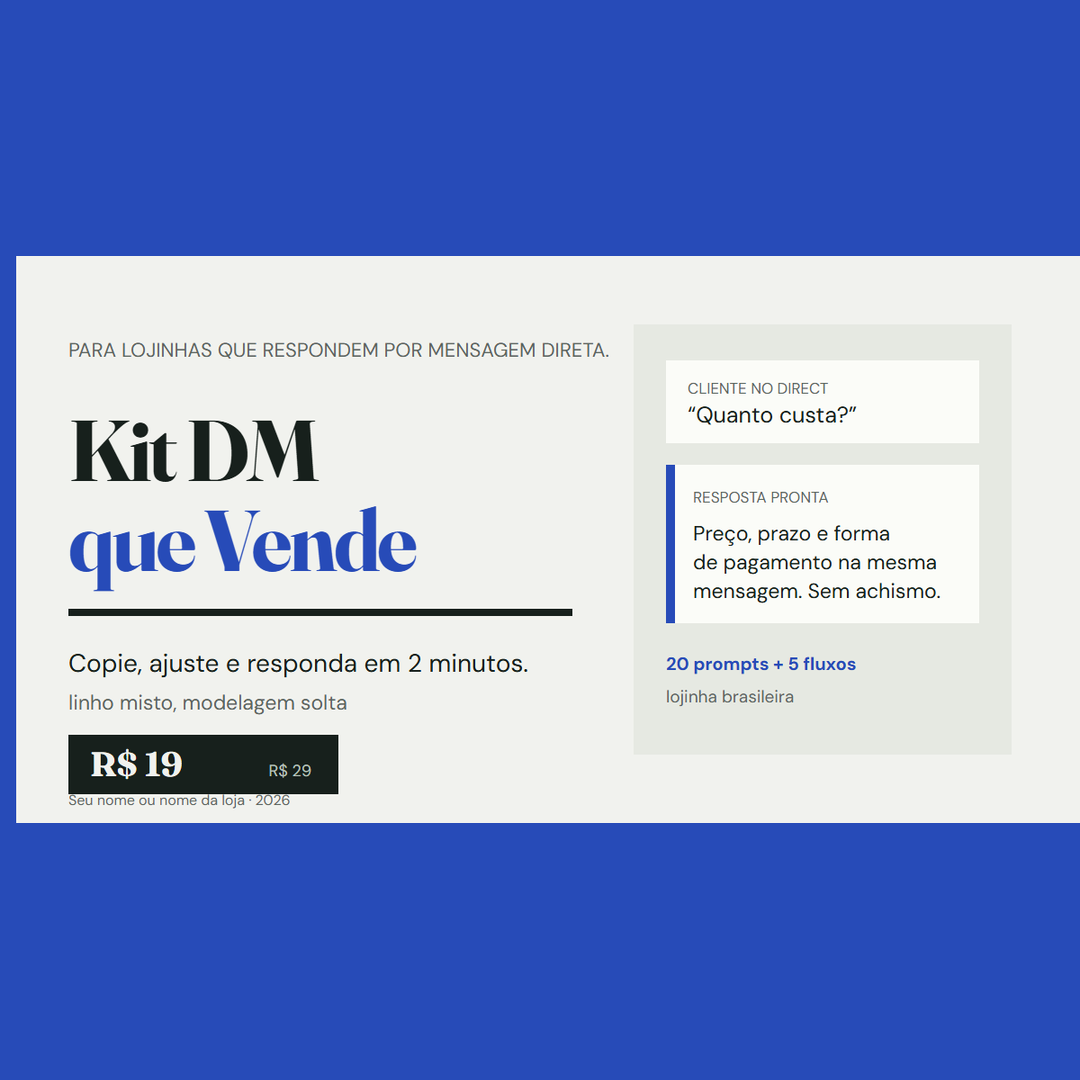 PARA LOJINHAS QUE RESPONDEM POR MENSAGEM DIRETA.
Kit DM
que Vende
Copie, ajuste e responda em 2 minutos.
linho misto, modelagem solta
R$ 19
R$ 29
Seu nome ou nome da loja · 2026
CLIENTE NO DIRECT
“Quanto custa?”
RESPOSTA PRONTA
Preço, prazo e forma
de pagamento na mesma
mensagem. Sem achismo.
20 prompts + 5 fluxos
lojinha brasileira